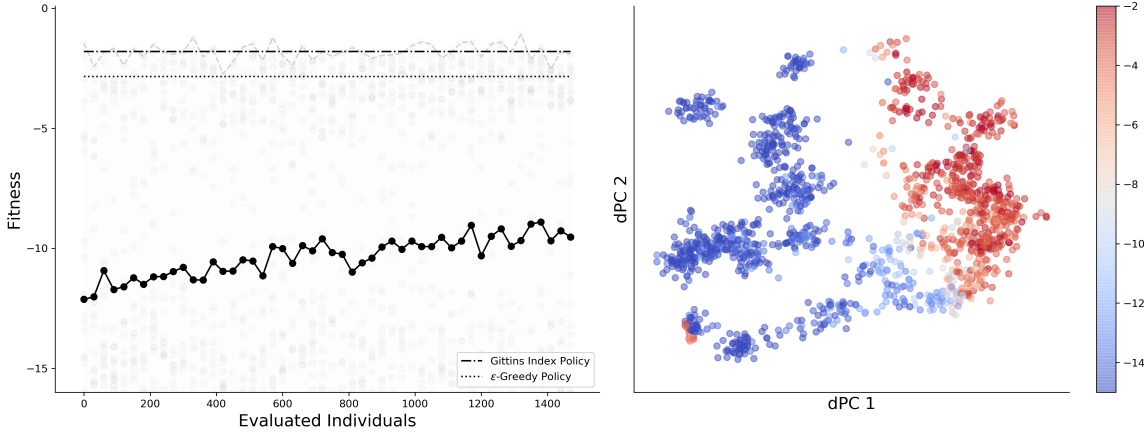 0
−5
−10
−15
Fitness
0 200 400 600 800 1000 1200 1400
Evaluated Individuals
Gittins Index Policy
ε-Greedy Policy
dPC 2
dPC 1
−2
−4
−6
−8
−10
−12
−14